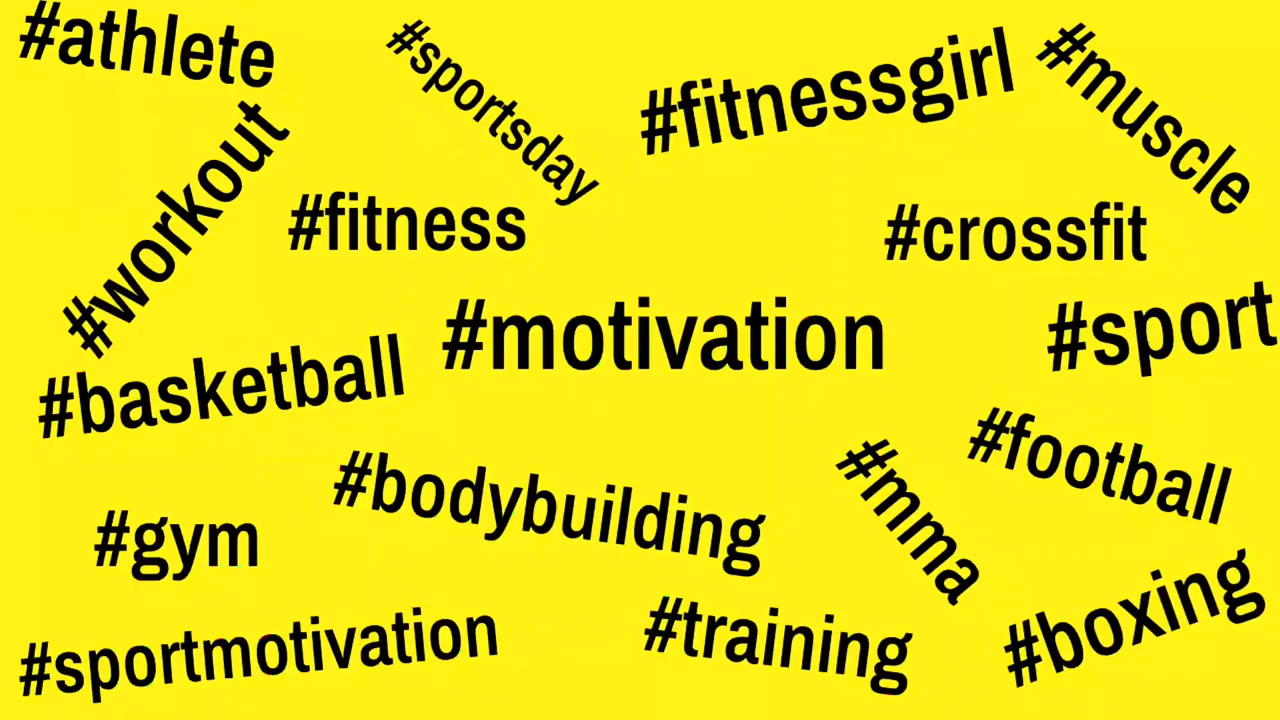 #athlete
#sportsday
#fitnessgirl
#muscle
#workout
#fitness
#crossfit
#motivation
#sport
#basketball
#football
#bodybuilding
#mma
#gym
#boxing
#sportmotivation
#training